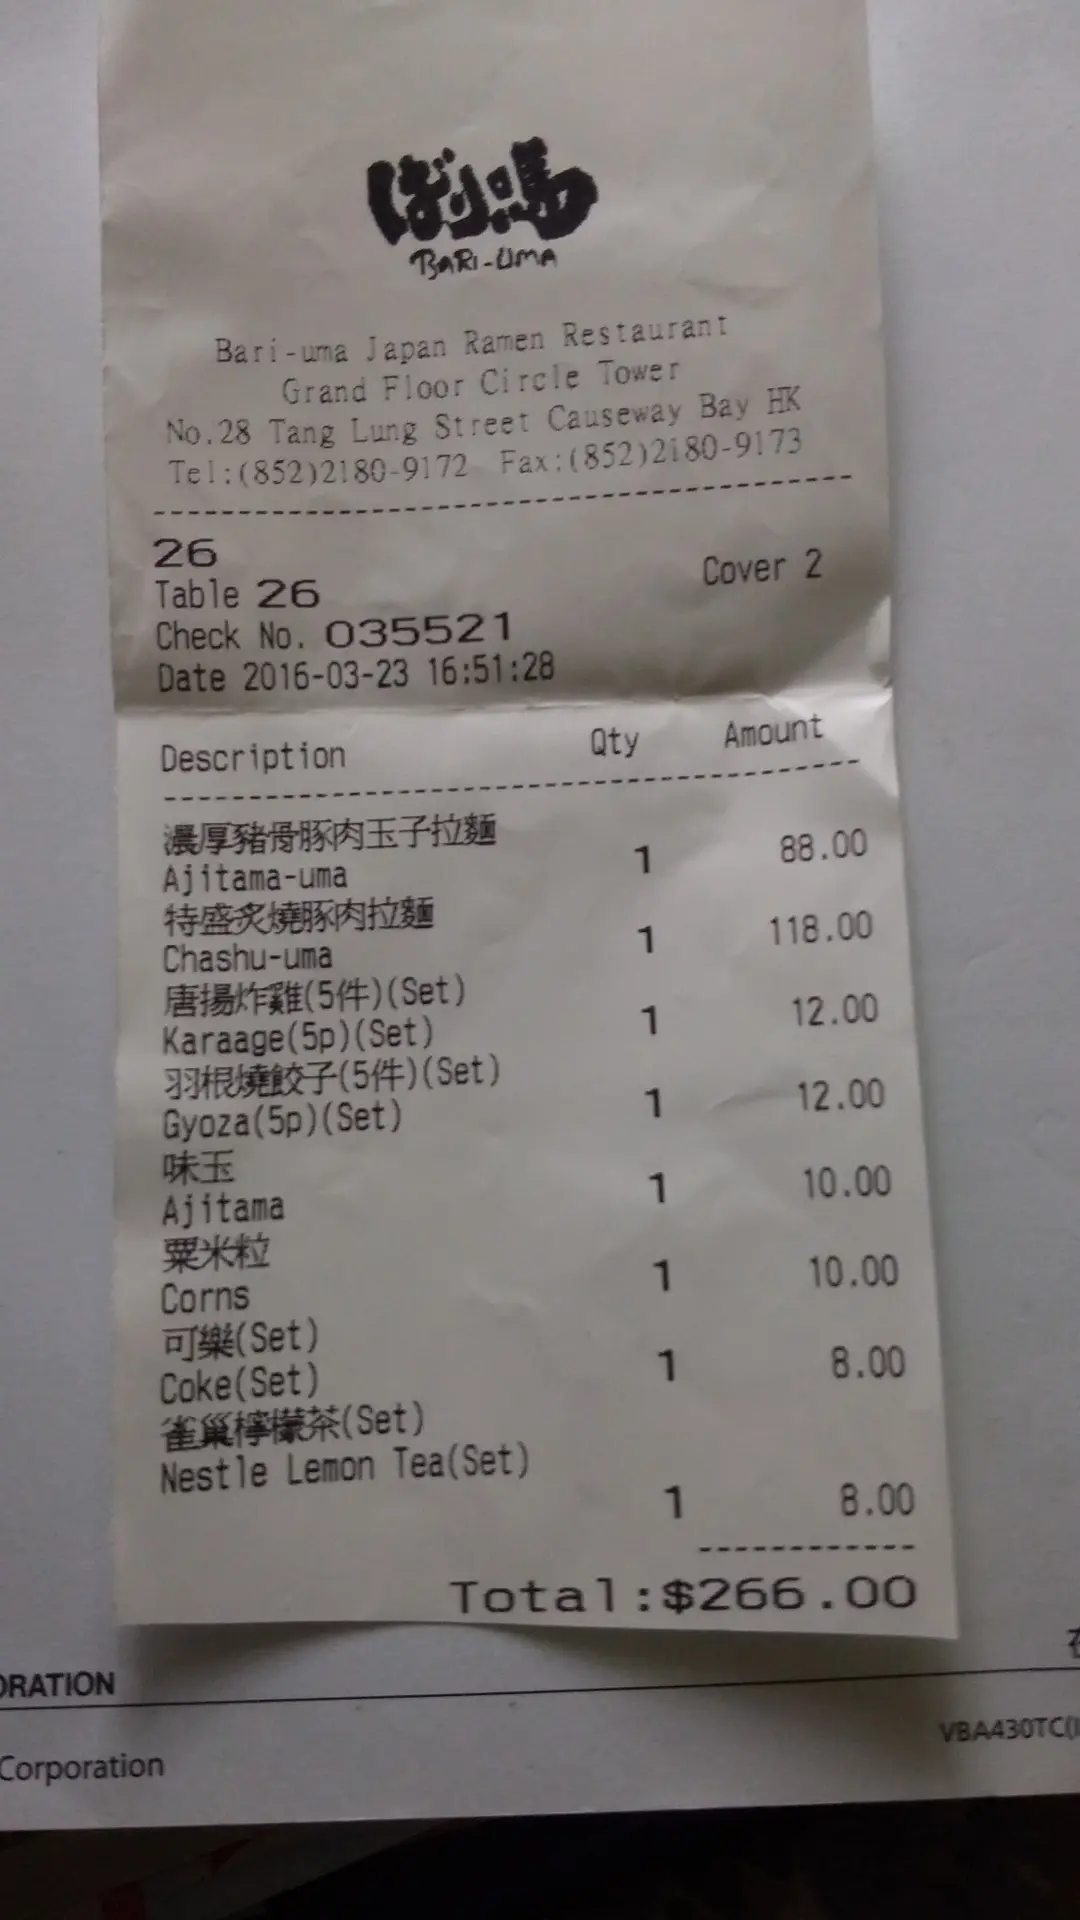 ばり馬
BARI-UMA
Bari-uma Japan Ramen Restaurant
Grand Floor Circle Tower
No.28 Tang Lung Street Causeway Bay HK
Tel:(852)2180-9172 Fax:(852)2180-9173
26
Table 26 Cover 2
Check No. 035521
Date 2016-03-23 16:51:28
Description Qty Amount
濃厚豬骨豚肉玉子拉麵
Ajitama-uma 1 88.00
特盛炙燒豚肉拉麵
Chashu-uma 1 118.00
唐揚炸雞(5件)(Set)
Karaage(5p)(Set) 1 12.00
羽根燒餃子(5件)(Set)
Gyoza(5p)(Set) 1 12.00
味玉
Ajitama 1 10.00
粟米粒
Corns 1 10.00
可樂(Set)
Coke(Set) 1 8.00
雀巢檸檬茶(Set)
Nestle Lemon Tea(Set)
1 8.00
Total:$266.00
ORATION
Corporation
VBA430TC(